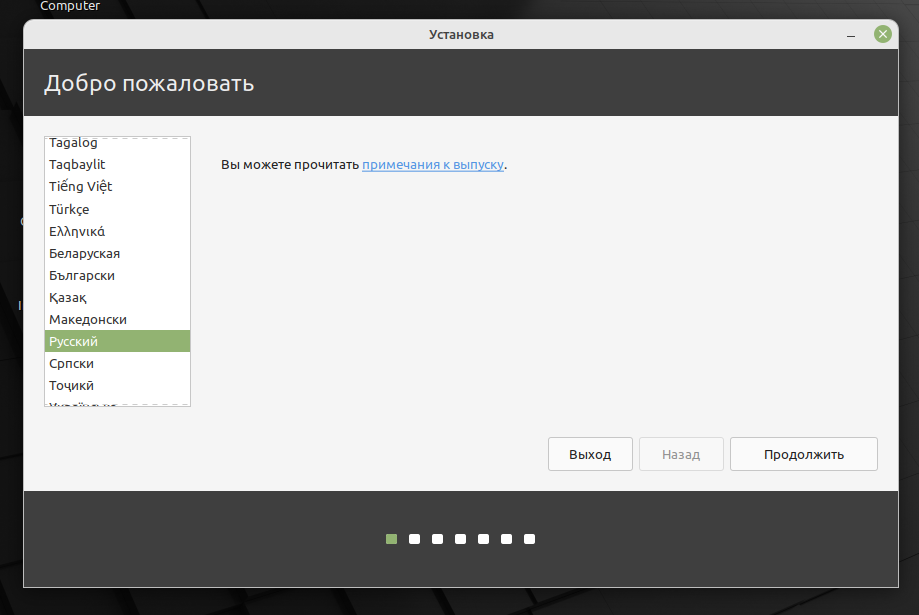 Computer
Установка
Добро пожаловать
Tagalog
Taqbaylit
Tiếng Việt
Türkçe
Ελληνικά
Беларуская
Български
Қазақ
Македонски
Русский
Српски
Тоҷикӣ
Вы можете прочитать примечания к выпуску.
Выход
Назад
Продолжить